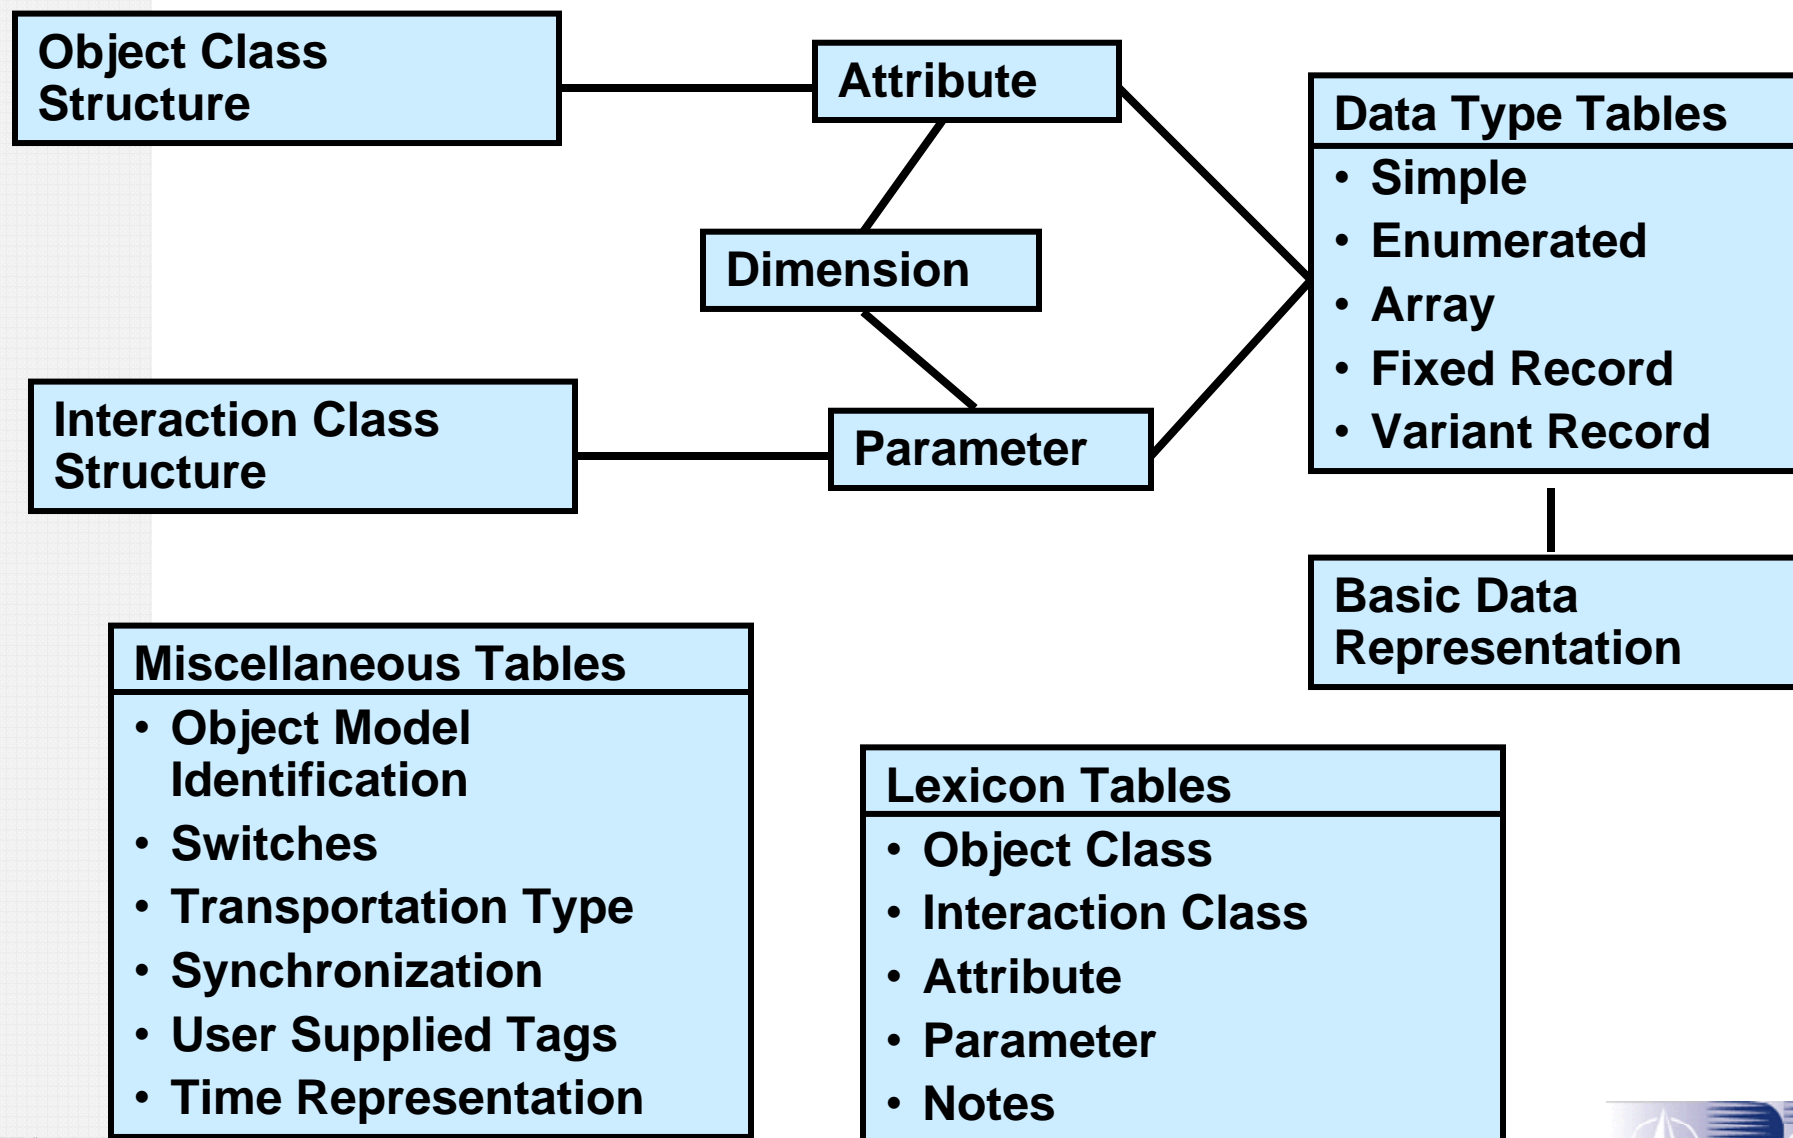 Object Class
Structure
Attribute
Dimension
Interaction Class
Structure
Parameter
Data Type Tables
• Simple
• Enumerated
• Array
• Fixed Record
• Variant Record
Basic Data
Representation
Miscellaneous Tables
• Object Model
Identification
• Switches
• Transportation Type
• Synchronization
• User Supplied Tags
• Time Representation
Lexicon Tables
• Object Class
• Interaction Class
• Attribute
• Parameter
• Notes